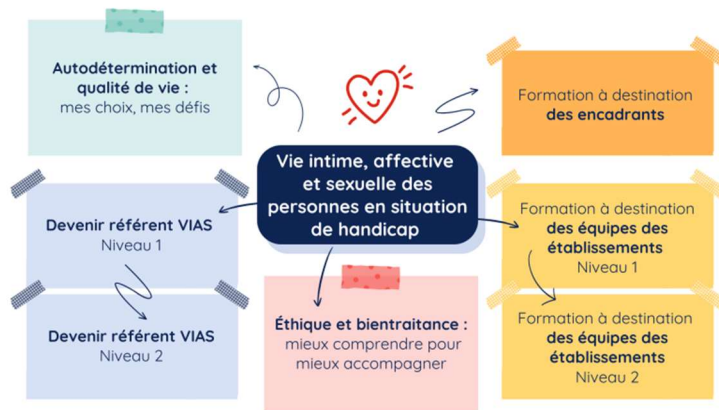 Autodétermination et
qualité de vie :
mes choix, mes défis
Formation à destination
des encadrants
Vie intime, affective
et sexuelle des
personnes en situation
de handicap
Devenir référent VIAS
Niveau 1
Formation à destination
des équipes des
établissements
Niveau 1
Devenir référent VIAS
Niveau 2
Éthique et bientraitance :
mieux comprendre pour
mieux accompagner
Formation à destination
des équipes des
établissements
Niveau 2